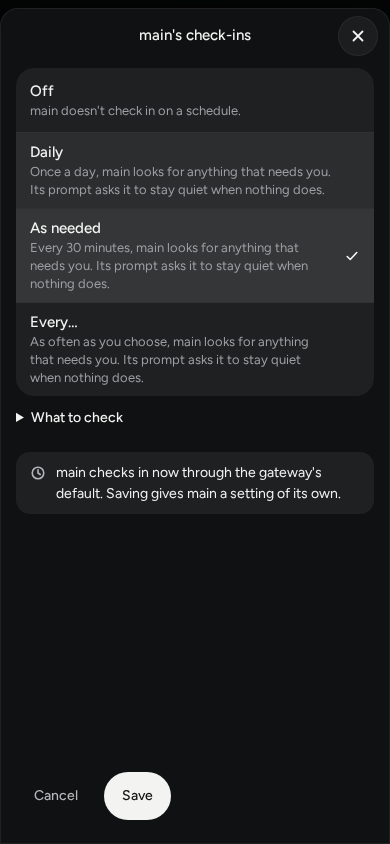 main's check-ins
Off
main doesn't check in on a schedule.
Daily
Once a day, main looks for anything that needs you.
Its prompt asks it to stay quiet when nothing does.
As needed
Every 30 minutes, main looks for anything that
needs you. Its prompt asks it to stay quiet when
nothing does.
Every...
As often as you choose, main looks for anything
that needs you. Its prompt asks it to stay quiet
when nothing does.
What to check
main checks in now through the gateway's
default. Saving gives main a setting of its own.
Cancel
Save